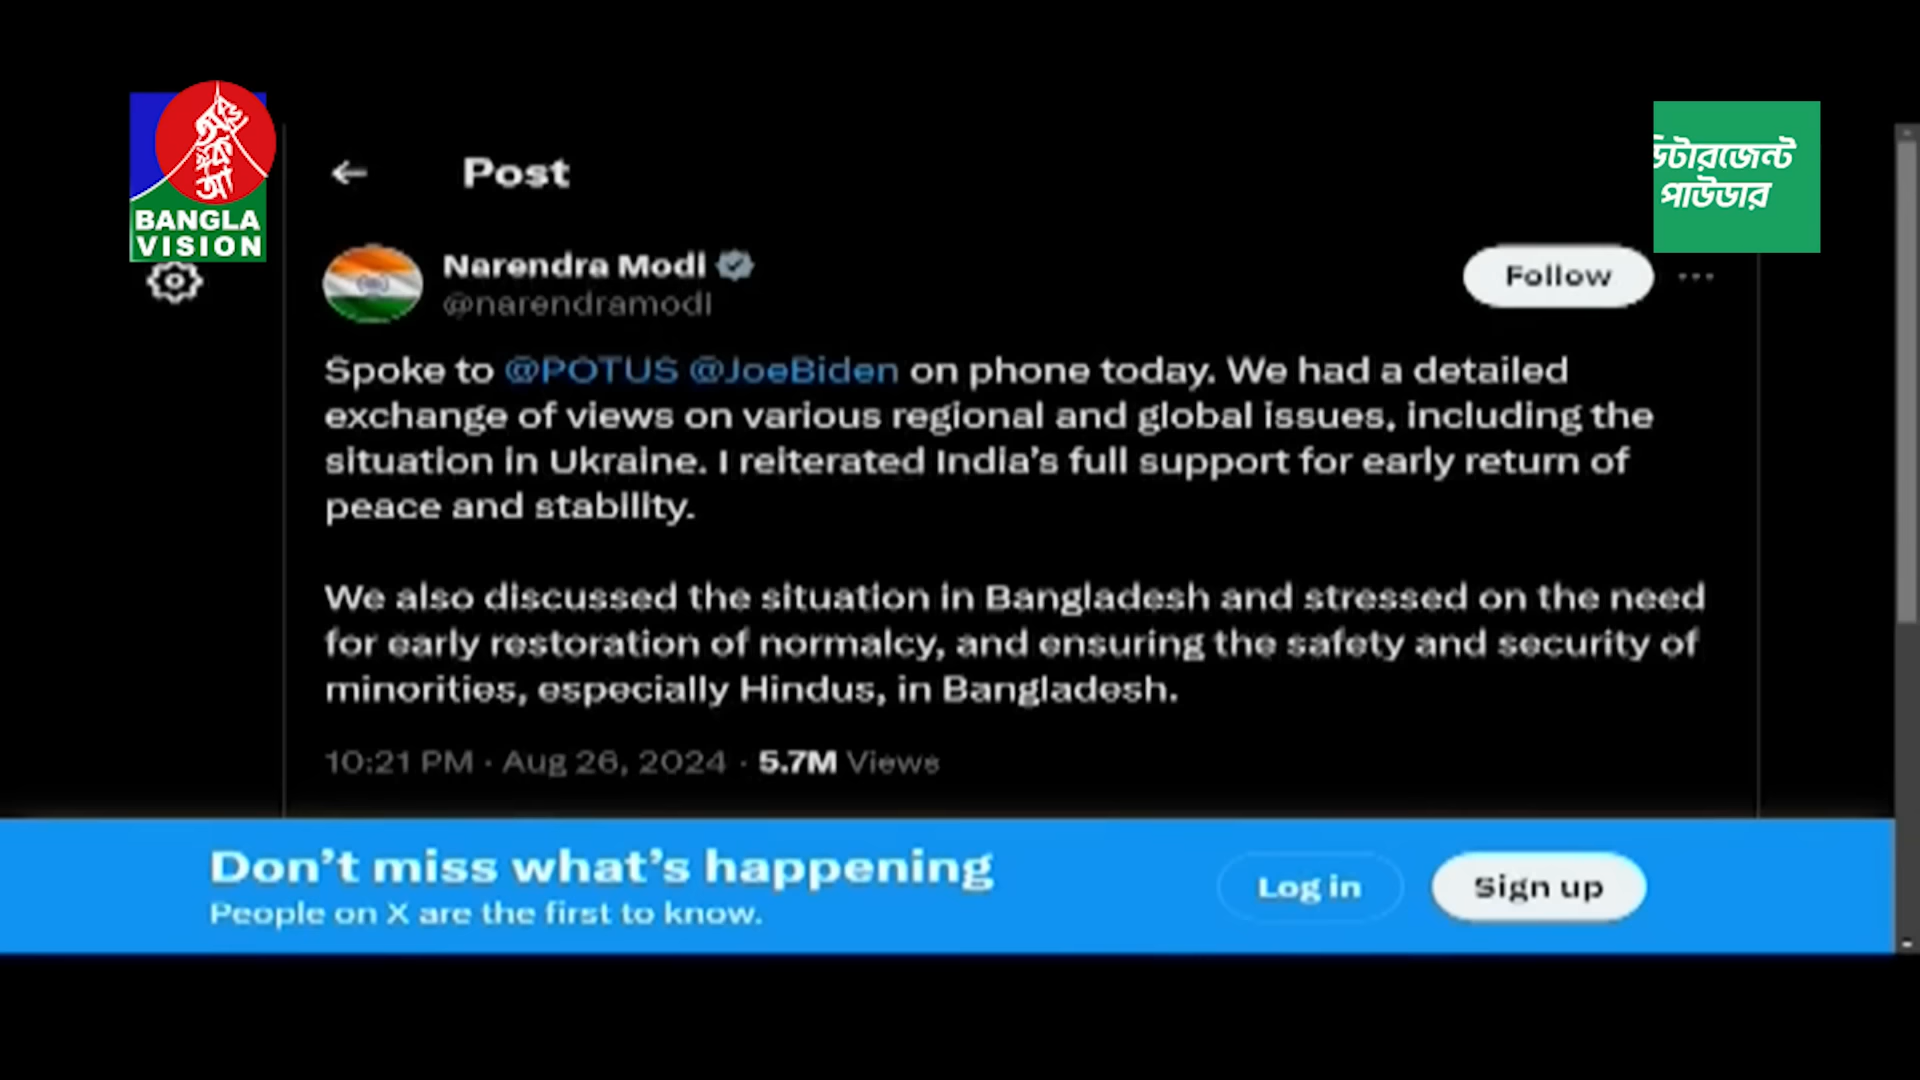 BANGLA
VISION
ডিটারজেন্ট
পাউডার
Post
Narendra Modi
@narendramodi
Follow
Spoke to @POTUS @JoeBiden on phone today. We had a detailed
exchange of views on various regional and global issues, including the
situation in Ukraine. I reiterated India's full support for early return of
peace and stability.
We also discussed the situation in Bangladesh and stressed on the need
for early restoration of normalcy, and ensuring the safety and security of
minorities, especially Hindus, in Bangladesh.
10:21 PM · Aug 26, 2024 · 5.7M Views
Don't miss what's happening
People on X are the first to know.
Log in
Sign up